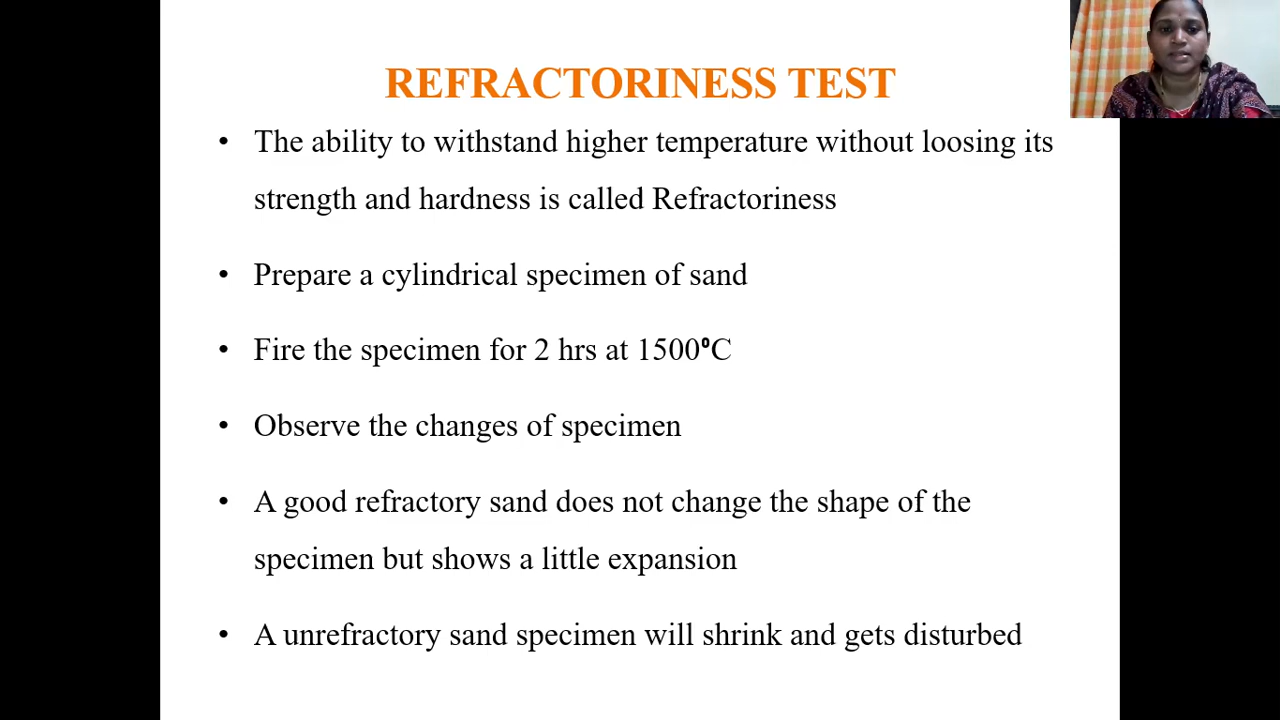 REFRACTORINESS TEST
• The ability to withstand higher temperature without loosing its
strength and hardness is called Refractoriness
• Prepare a cylindrical specimen of sand
• Fire the specimen for 2 hrs at 1500⁰C
• Observe the changes of specimen
• A good refractory sand does not change the shape of the
specimen but shows a little expansion
• A unrefractory sand specimen will shrink and gets disturbed